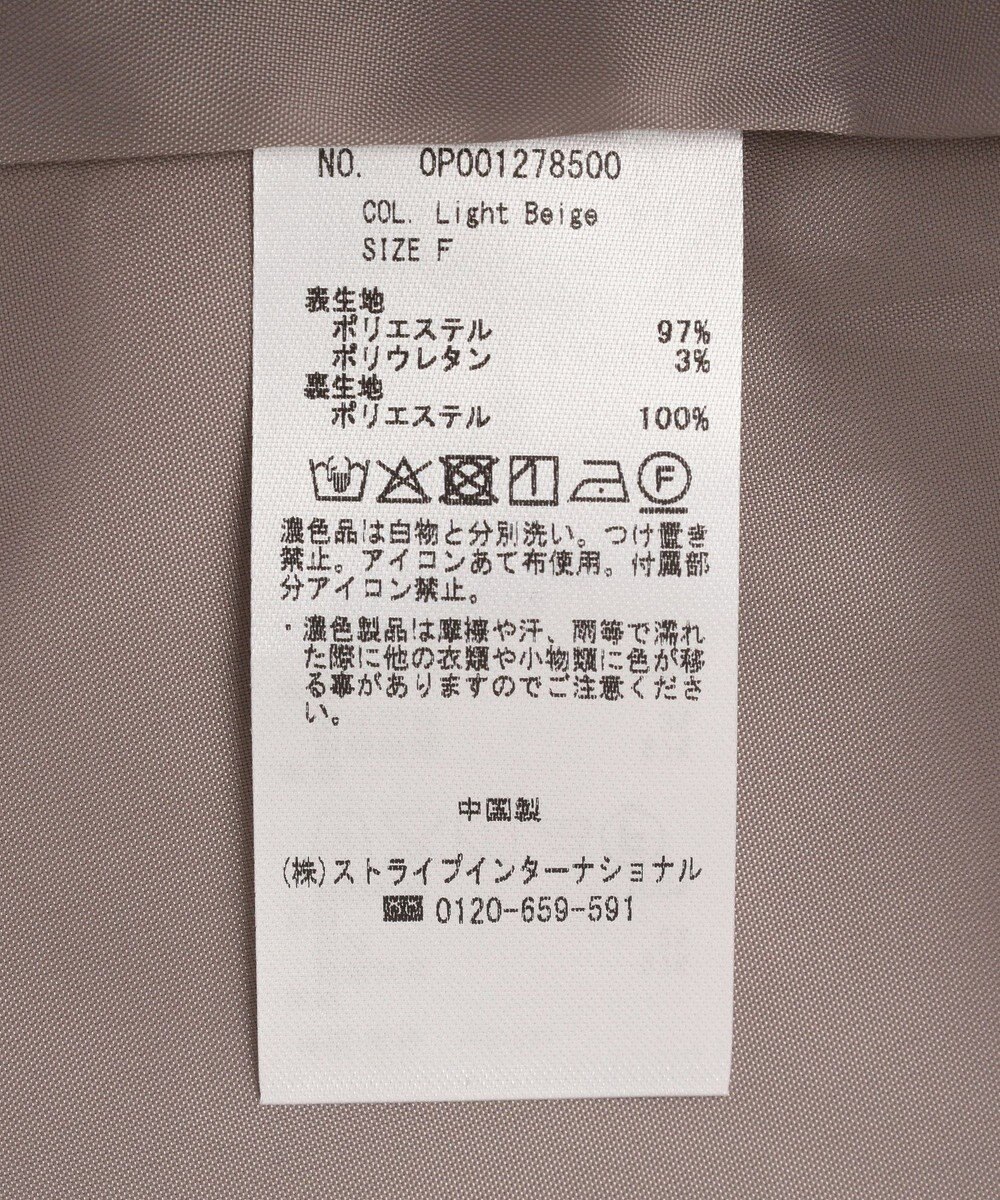 NO. OP001278500
COL. Light Beige
SIZE F
表生地
ポリエステル 97%
ポリウレタン 3%
裏生地
ポリエステル 100%
F
濃色品は白物と分別洗い。つけ置き
禁止。アイロンあて布使用。付属部
分アイロン禁止。
・濃色製品は摩擦や汗、雨等で濡れ
た際に他の衣類や小物類に色が移
る事がありますのでご注意くださ
い。
中国製
(株)ストライプインターナショナル
0120-659-591